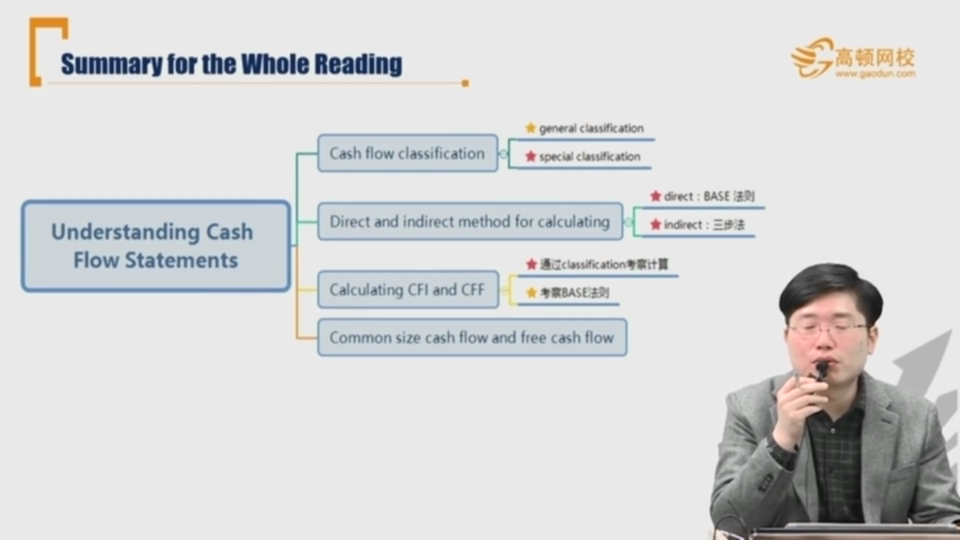 Summary for the Whole Reading
高顿网校
www.gaodun.com
general classification
Cash flow classification
special classification
direct：BASE 法则
Direct and indirect method for calculating
indirect：三步法
Understanding Cash
Flow Statements
通过classification考察计算
Calculating CFI and CFF
考察BASE法则
Common size cash flow and free cash flow